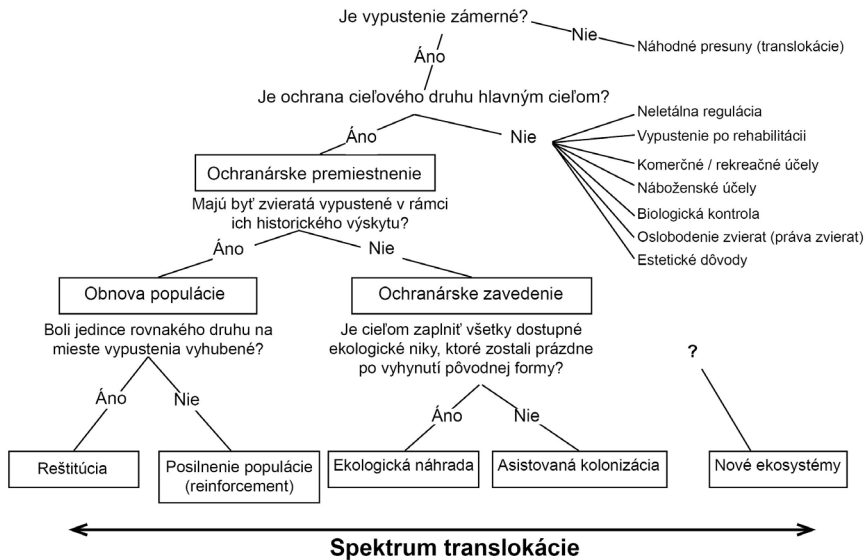 Je vypustenie zámerné?
Nie
Náhodné presuny (translokácie)
Áno
Je ochrana cieľového druhu hlavným cieľom?
Áno
Nie
Neletálna regulácia
Vypustenie po rehabilitácii
Komerčné / rekreačné účely
Náboženské účely
Biologická kontrola
Oslobodenie zvierat (práva zvierat)
Estetické dôvody
Ochranárske premiestnenie
Majú byť zvieratá vypustené v rámci
ich historického výskytu?
Áno
Nie
Obnova populácie
Ochranárske zavedenie
Boli jedince rovnakého druhu na
mieste vypustenia vyhubené?
Je cieľom zaplniť všetky dostupné
ekologické niky, ktoré zostali prázdne
po vyhynutí pôvodnej formy?
?
Áno
Nie
Áno
Nie
Reštitúcia
Posilnenie populácie
(reinforcement)
Ekologická náhrada
Asistovaná kolonizácia
Nové ekosystémy
Spektrum translokácie